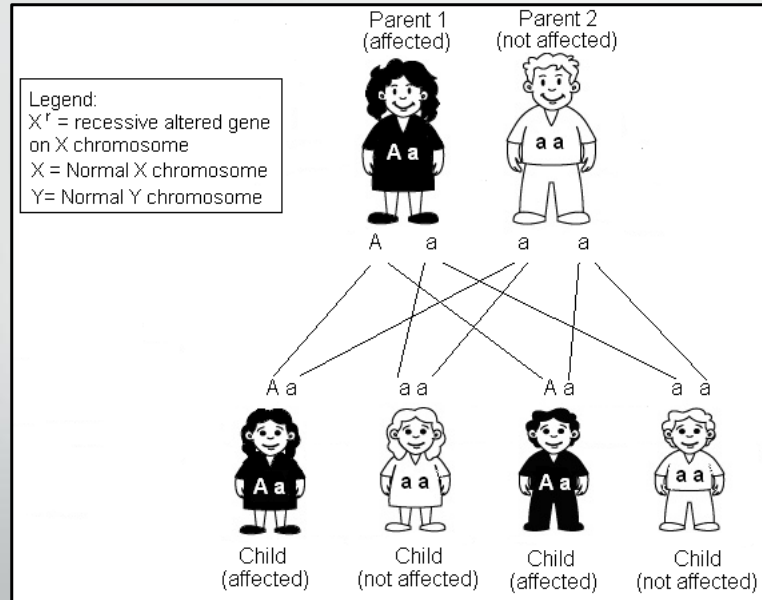 Parent 1
(affected)
Parent 2
(not affected)
Legend:
X^r = recessive altered gene
on X chromosome
X = Normal X chromosome
Y= Normal Y chromosome
A a
a a
A a a a
A a
a a
A a
a a
A a
a a
A a
a a
Child
(affected)
Child
(not affected)
Child
(affected)
Child
(not affected)